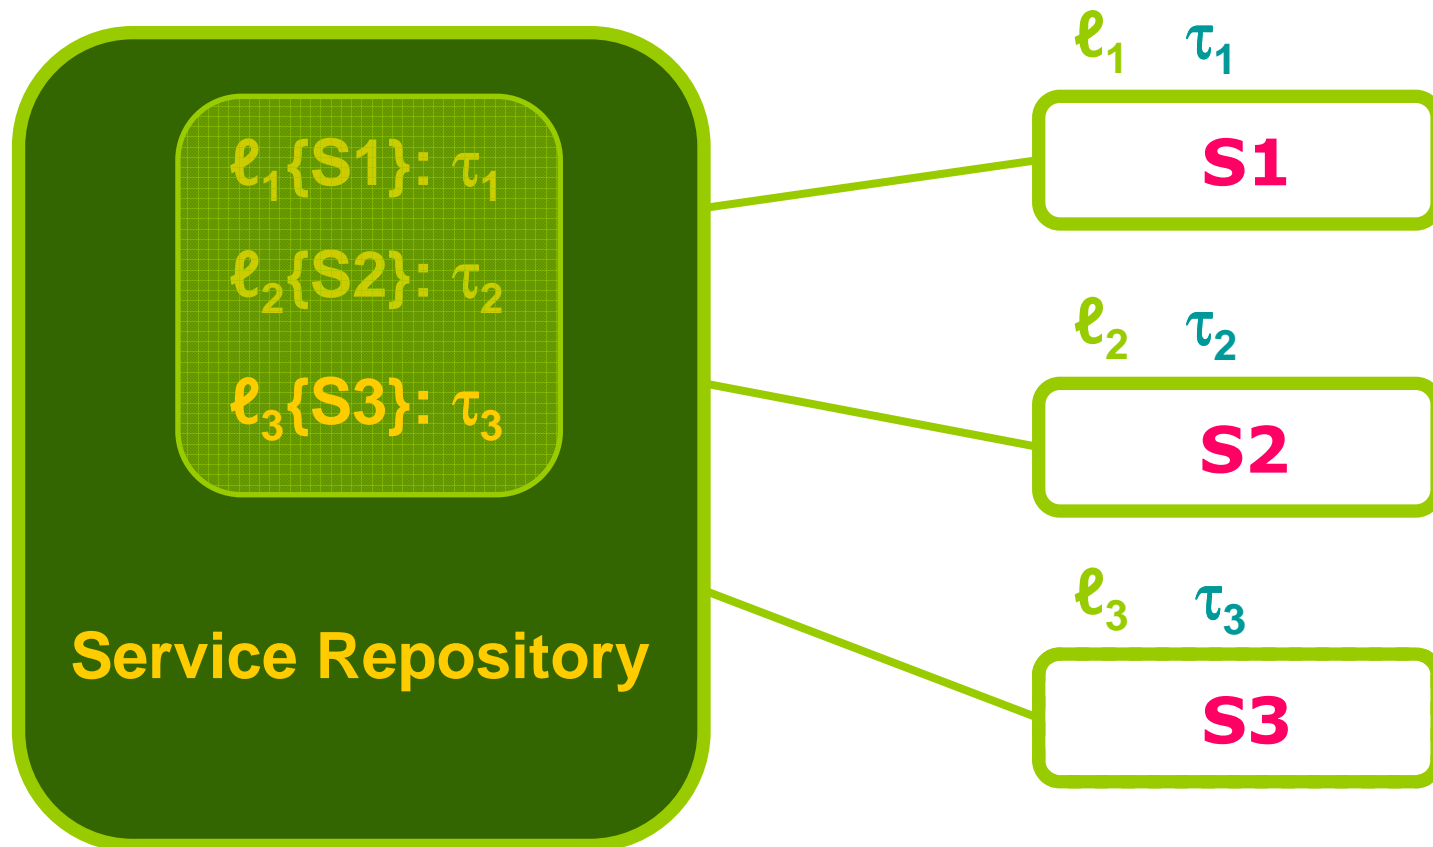 ℓ₁{S1}: τ₁
ℓ₂{S2}: τ₂
ℓ₃{S3}: τ₃
Service Repository
ℓ₁ τ₁
S1
ℓ₂ τ₂
S2
ℓ₃ τ₃
S3